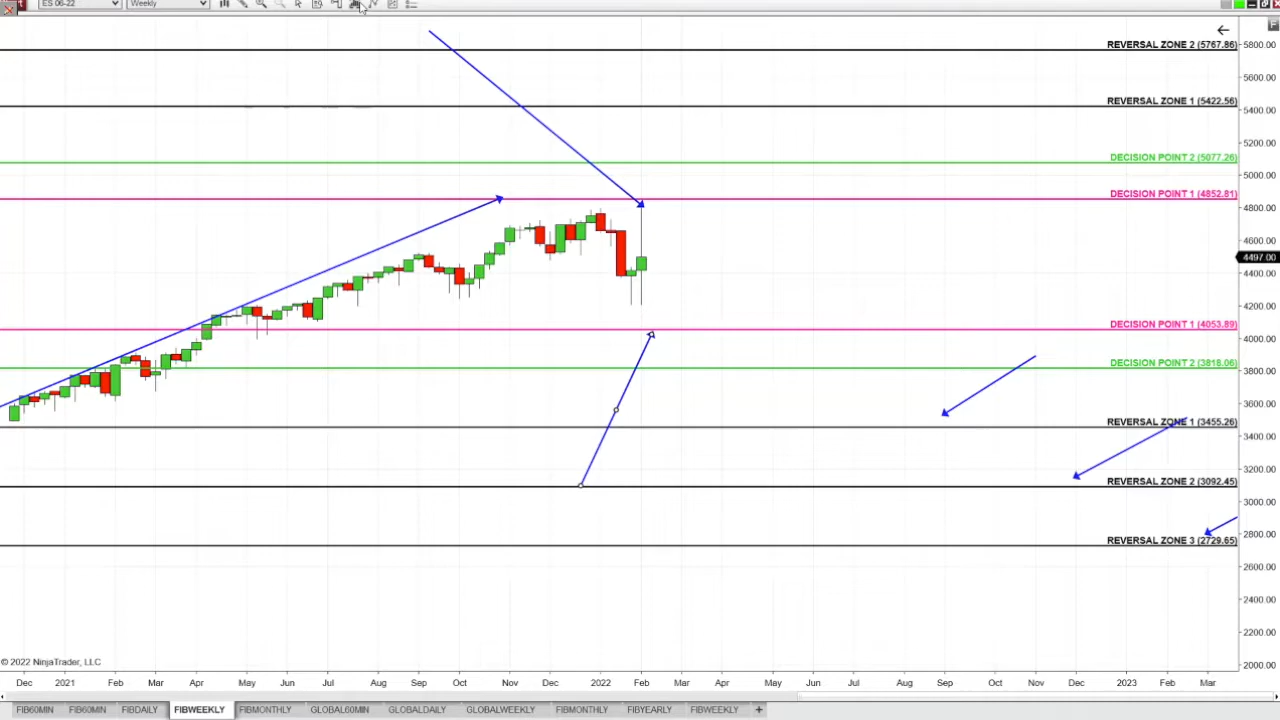 ES 06-22 Weekly
F
REVERSAL ZONE 2 (5767.86)
5800.00
5600.00
REVERSAL ZONE 1 (5422.56)
5400.00
5200.00
DECISION POINT 2 (5077.26)
5000.00
DECISION POINT 1 (4852.81)
4800.00
4600.00
4497.00
4400.00
4200.00
DECISION POINT 1 (4053.89)
4000.00
DECISION POINT 2 (3818.06)
3800.00
3600.00
REVERSAL ZONE 1 (3455.26)
3400.00
3200.00
REVERSAL ZONE 2 (3092.45)
3000.00
2800.00
REVERSAL ZONE 3 (2729.65)
2600.00
2400.00
2200.00
© 2022 NinjaTrader, LLC
2000.00
Dec 2021 Feb Mar Apr May Jun Jul Aug Sep Oct Nov Dec 2022 Feb Mar Apr May Jun Jul Aug Sep Oct Nov Dec 2023 Feb Mar
FIB60MIN FIB60MIN FIBDAILY FIBWEEKLY FIBMONTHLY GLOBAL60MIN GLOBALDAILY GLOBALWEEKLY FIBMONTHLY FIBYEARLY FIBWEEKLY +